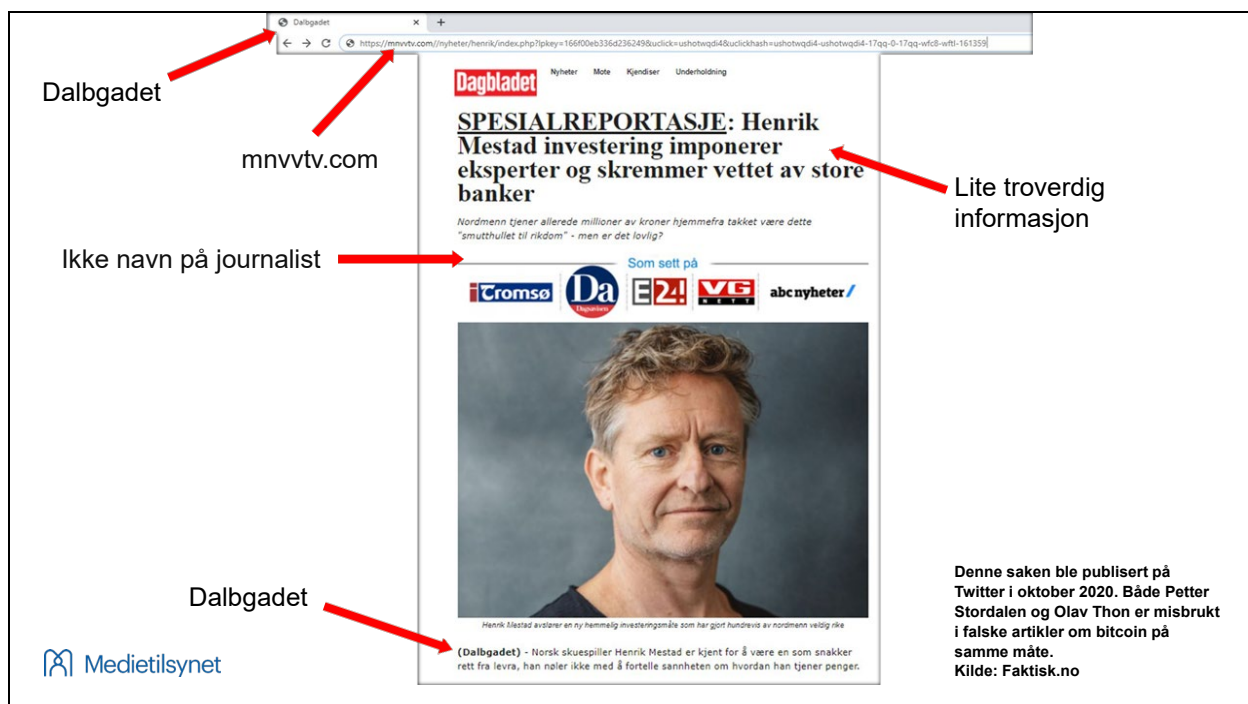 Dalbgadet
https://mnvvtv.com//nyheter/henrik/index.php?lpkey=166f00eb336d236249&uclick=ushotwqdi4&uclickhash=ushotwqdi4-ushotwqdi4-17qq-0-17qq-wfc8-wftl-161359
Dalbgadet
mnvvtv.com
Dagbladet
Nyheter Mote Kjendiser Underholdning
SPESIALREPORTASJE: Henrik
Mestad investering imponerer
eksperter og skremmer vettet av store
banker
Lite troverdig
informasjon
Nordmenn tjener allerede millioner av kroner hjemmefra takket være dette
"smutthullet til rikdom" - men er det lovlig?
Ikke navn på journalist
Som sett på
iTromsø
Da
Dagsavisen
E24!
VG
NETT
abc nyheter/
Henrik Mestad avslører en ny hemmelig investeringsmåte som har gjort hundrevis av nordmenn veldig rike
Dalbgadet
(Dalbgadet) - Norsk skuespiller Henrik Mestad er kjent for å være en som snakker
rett fra levra, han nøler ikke med å fortelle sannheten om hvordan han tjener penger.
Denne saken ble publisert på
Twitter i oktober 2020. Både Petter
Stordalen og Olav Thon er misbrukt
i falske artikler om bitcoin på
samme måte.
Kilde: Faktisk.no
Medietilsynet